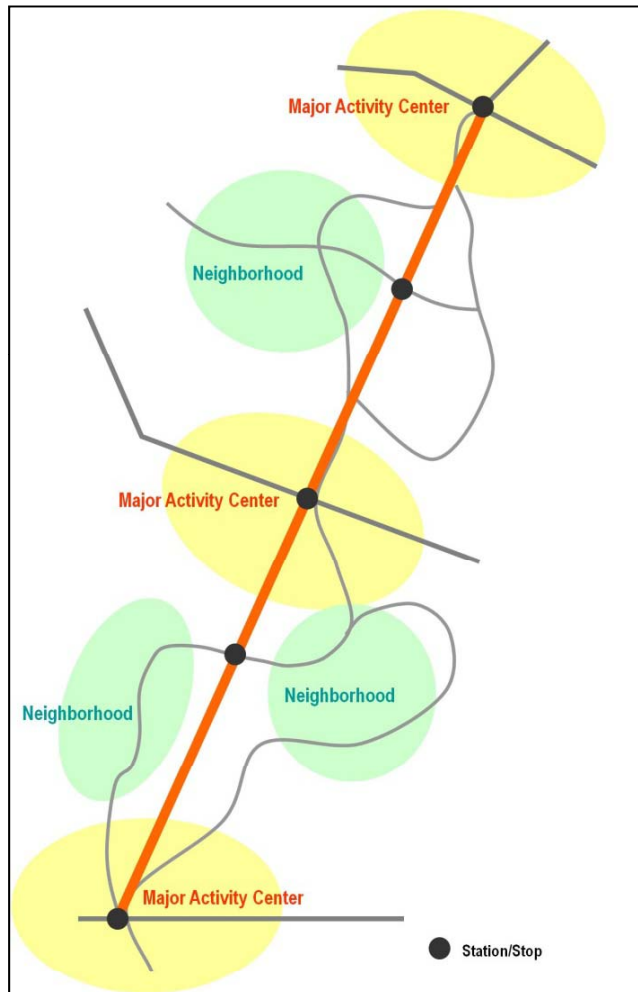 Major Activity Center
Neighborhood
Major Activity Center
Neighborhood
Neighborhood
Major Activity Center
Station/Stop